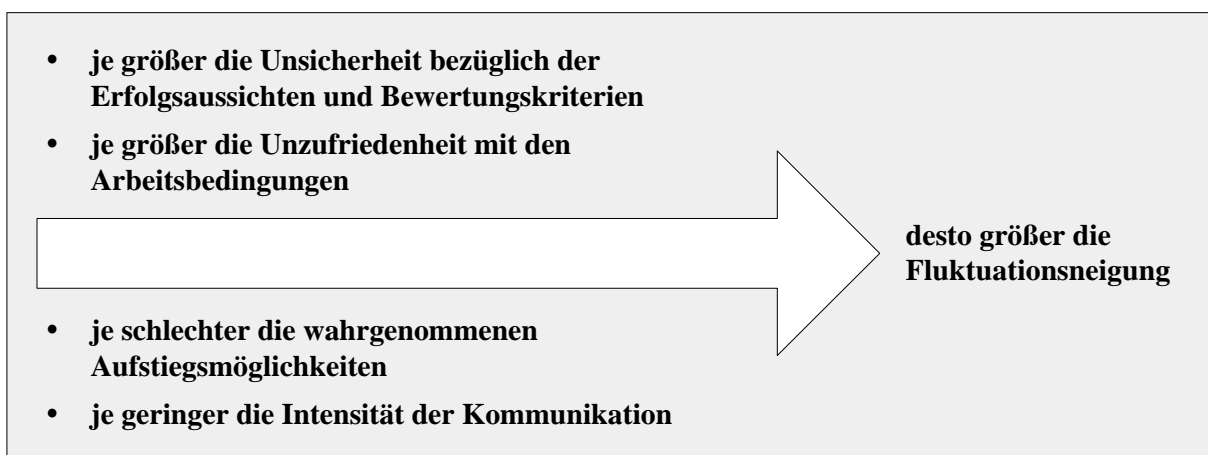 • je größer die Unsicherheit bezüglich der
Erfolgsaussichten und Bewertungskriterien
• je größer die Unzufriedenheit mit den
Arbeitsbedingungen
desto größer die
Fluktuationsneigung
• je schlechter die wahrgenommenen
Aufstiegsmöglichkeiten
• je geringer die Intensität der Kommunikation